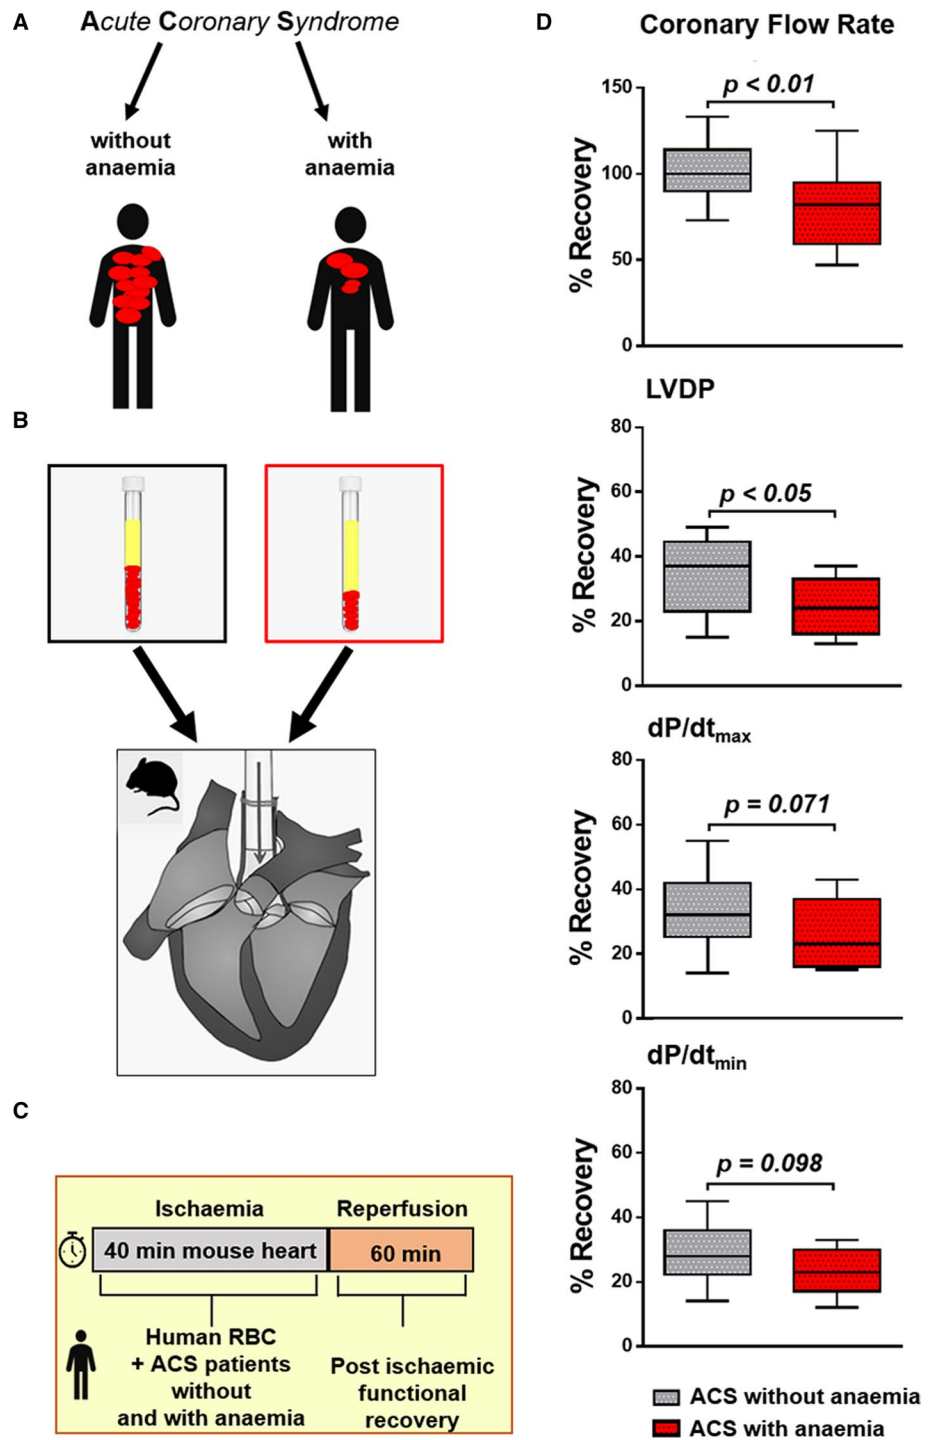 A
Acute Coronary Syndrome
without
anaemia
with
anaemia
B
C
Ischaemia
Reperfusion
40 min mouse heart
60 min
Human RBC
+ ACS patients
without
and with anaemia
Post ischaemic
functional
recovery
D
Coronary Flow Rate
% Recovery
150
100
50
0
p < 0.01
LVDP
% Recovery
80
60
40
20
0
p < 0.05
dP/dtmax
% Recovery
80
60
40
20
0
p = 0.071
dP/dtmin
% Recovery
80
60
40
20
0
p = 0.098
ACS without anaemia
ACS with anaemia